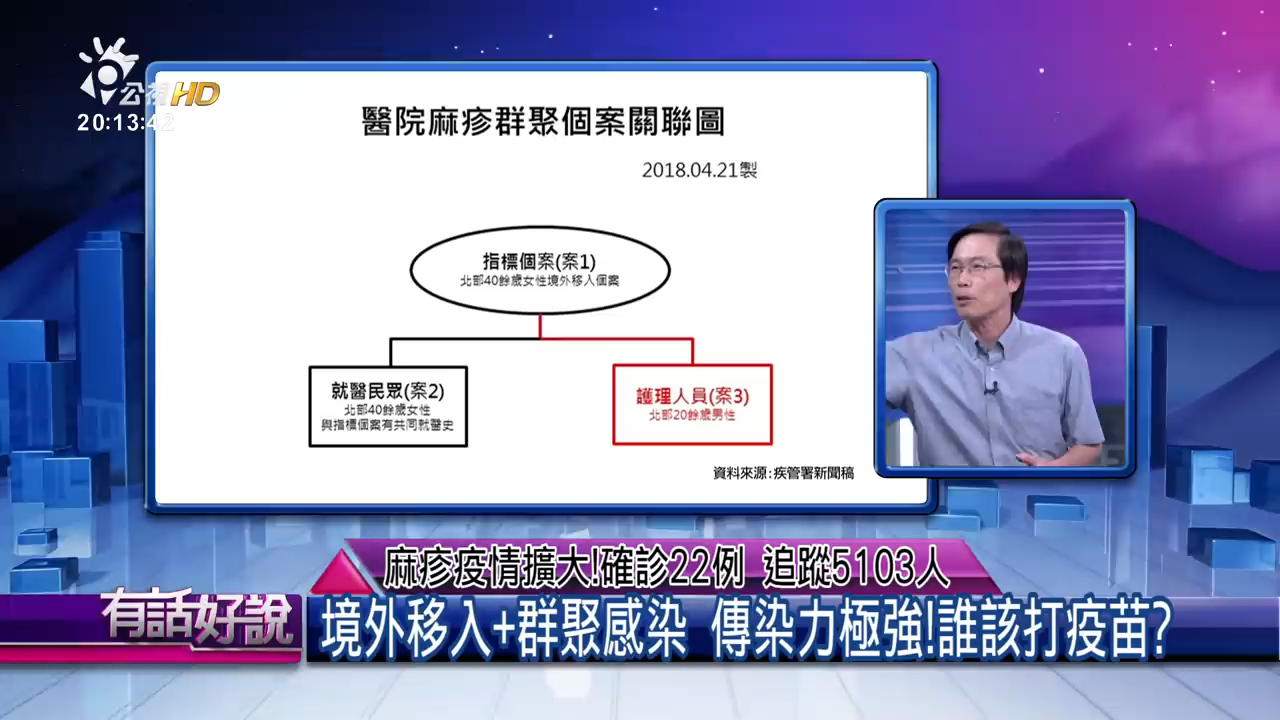 公視HD
20:13:42
醫院麻疹群聚個案關聯圖
2018.04.21製
指標個案(案1)
北部40餘歲女性境外移入個案
就醫民眾(案2)
北部40餘歲女性
與指標個案有共同就醫史
護理人員(案3)
北部20餘歲男性
資料來源:疾管署新聞稿
麻疹疫情擴大!確診22例 追蹤5103人
有話好說
境外移入+群聚感染 傳染力極強!誰該打疫苗?